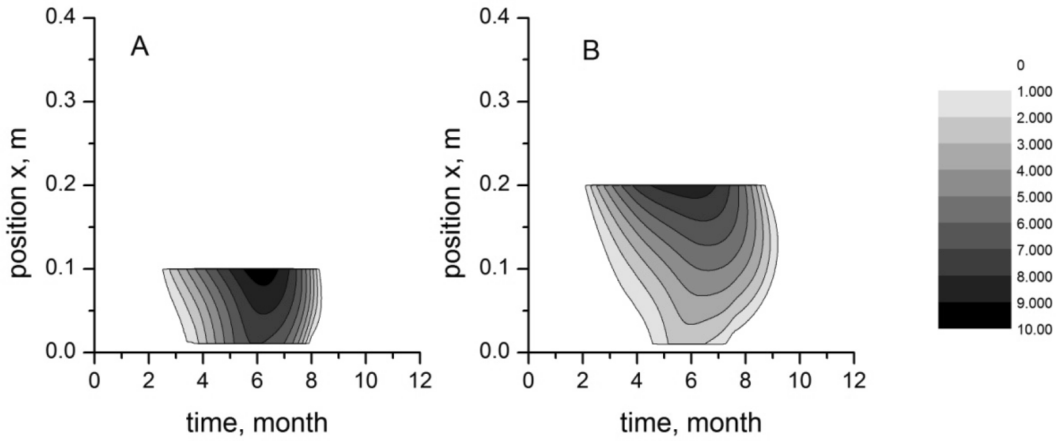 A
0.4
0.3
0.2
0.1
0.0
position x, m
0 2 4 6 8 10 12
time, month
B
0.4
0.3
0.2
0.1
0.0
position x, m
0 2 4 6 8 10 12
time, month
0
1.000
2.000
3.000
4.000
5.000
6.000
7.000
8.000
9.000
10.00